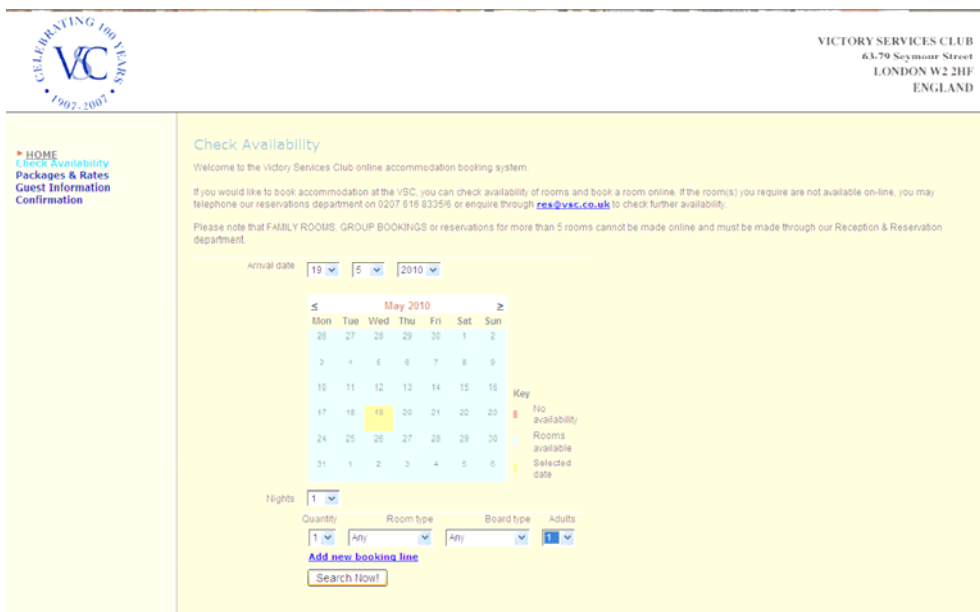 CELEBRATING 100 YEARS
VSC
• 1907-2007 •
VICTORY SERVICES CLUB
63-79 Seymour Street
LONDON W2 2HF
ENGLAND
HOME
Check Availability
Packages & Rates
Guest Information
Confirmation
Check Availability
Welcome to the Victory Services Club online accommodation booking system.
If you would like to book accommodation at the VSC, you can check availability of rooms and book a room online. If the room(s) you require are not available on-line, you may
telephone our reservations department on 0207 616 8335/6 or enquire through res@vsc.co.uk to check further availability.
Please note that FAMILY ROOMS, GROUP BOOKINGS or reservations for more than 5 rooms cannot be made online and must be made through our Reception & Reservation
department.
Arrival date 19 5 2010
< May 2010 >
Mon Tue Wed Thu Fri Sat Sun
26 27 28 29 30 1 2
3 4 5 6 7 8 9
10 11 12 13 14 15 16
Key
17 18 19 20 21 22 23
No
availability
24 25 26 27 28 29 30
Rooms
available
31 1 2 3 4 5 6
Selected
date
Nights 1
Quantity Room type Board type Adults
1 Any Any 1
Add new booking line
Search Now!